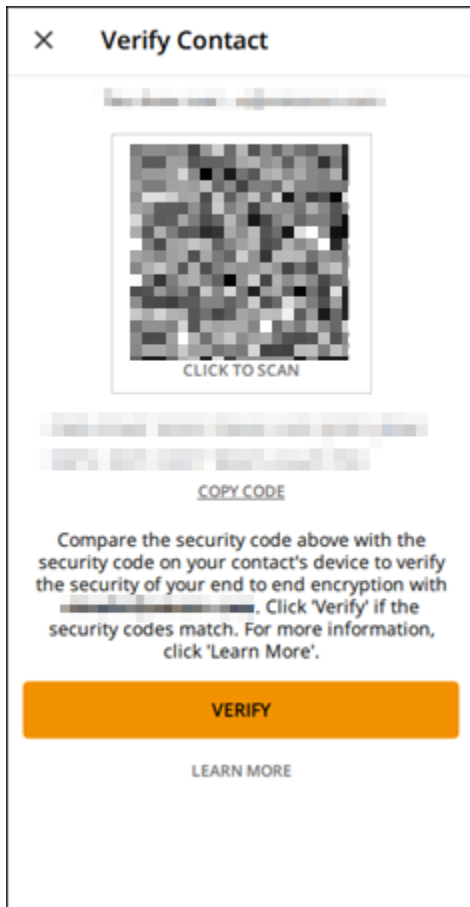 Verify Contact
CLICK TO SCAN
COPY CODE
Compare the security code above with the
security code on your contact's device to verify
the security of your end to end encryption with
. Click 'Verify' if the
security codes match. For more information,
click 'Learn More'.
VERIFY
LEARN MORE